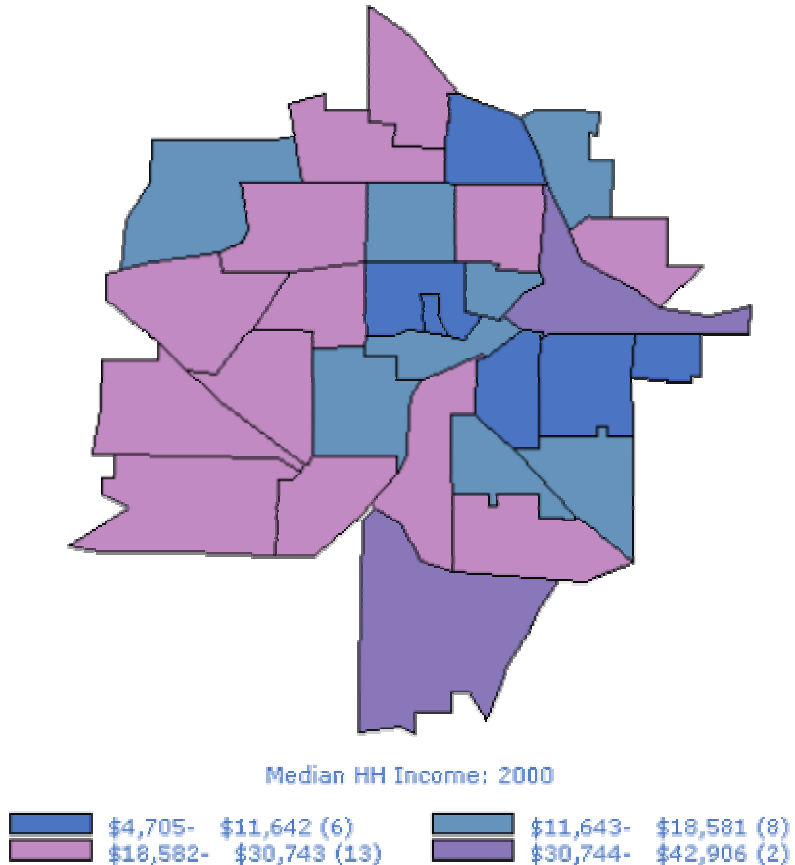 Median HH Income: 2000
$4,705- $11,642 (6) $11,643- $18,581 (8)
$18,582- $30,743 (13) $30,744- $42,906 (2)